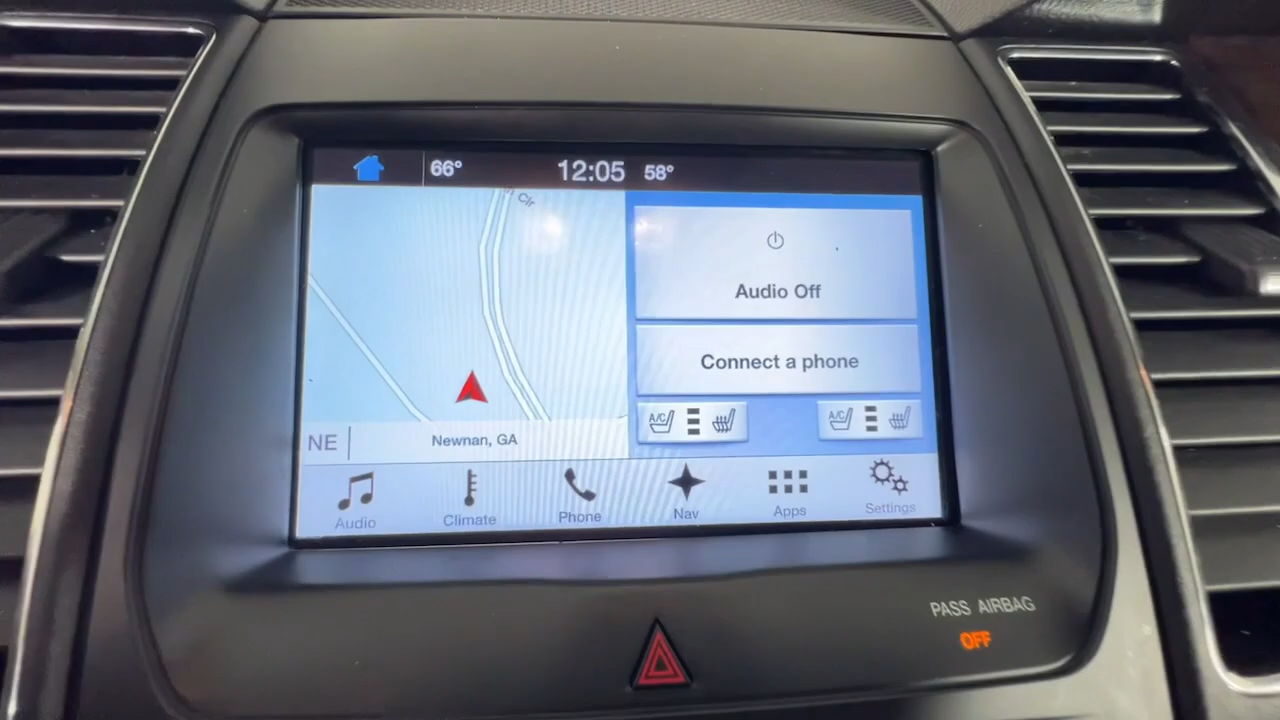 66° 12:05 58°
Clr
Audio Off
Connect a phone
A/C
A/C
NE
Newnan, GA
Audio Climate Phone Nav Apps Settings
PASS AIRBAG
OFF